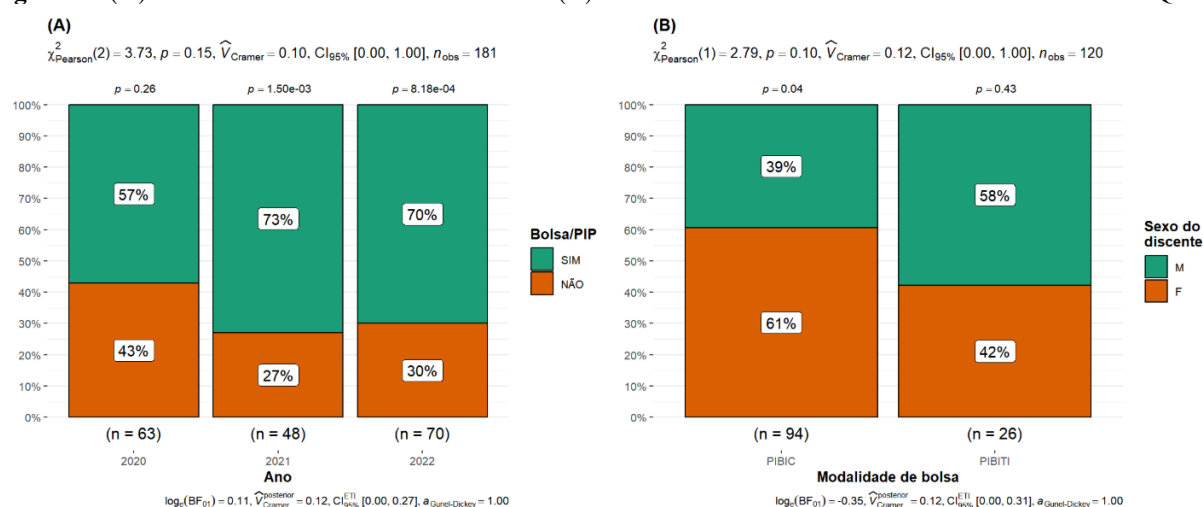 (A)
χ²Pearson(2) = 3.73, p = 0.15, V̂Cramer = 0.10, CI95% [0.00, 1.00], nobs = 181
p = 0.26 p = 1.50e-03 p = 8.18e-04
100%
90%
80%
70%
60%
50%
40%
30%
20%
10%
0%
57%
43%
73%
27%
70%
30%
(n = 63) (n = 48) (n = 70)
2020 2021 2022
Ano
Bolsa/PIP
SIM
NÃO
loge(BF01) = 0.11, V̂posterior Cramer = 0.12, CIETI 95% [0.00, 0.27], aGunel-Dickey = 1.00
(B)
χ²Pearson(1) = 2.79, p = 0.10, V̂Cramer = 0.12, CI95% [0.00, 1.00], nobs = 120
p = 0.04 p = 0.43
100%
90%
80%
70%
60%
50%
40%
30%
20%
10%
0%
39%
61%
58%
42%
(n = 94) (n = 26)
PIBIC PIBITI
Modalidade de bolsa
Sexo do
discente
M
F
loge(BF01) = -0.35, V̂posterior Cramer = 0.12, CIETI 95% [0.00, 0.31], aGunel-Dickey = 1.00